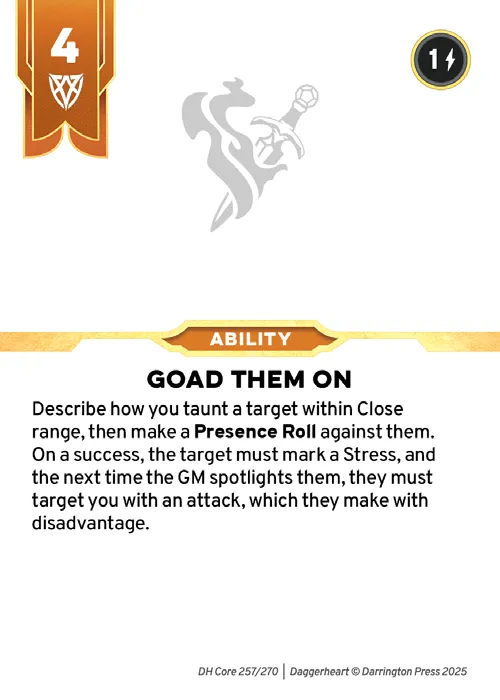 4
1
ABILITY
GOAD THEM ON
Describe how you taunt a target within Close
range, then make a Presence Roll against them.
On a success, the target must mark a Stress, and
the next time the GM spotlights them, they must
target you with an attack, which they make with
disadvantage.
DH Core 257/270 | Daggerheart © Darrington Press 2025